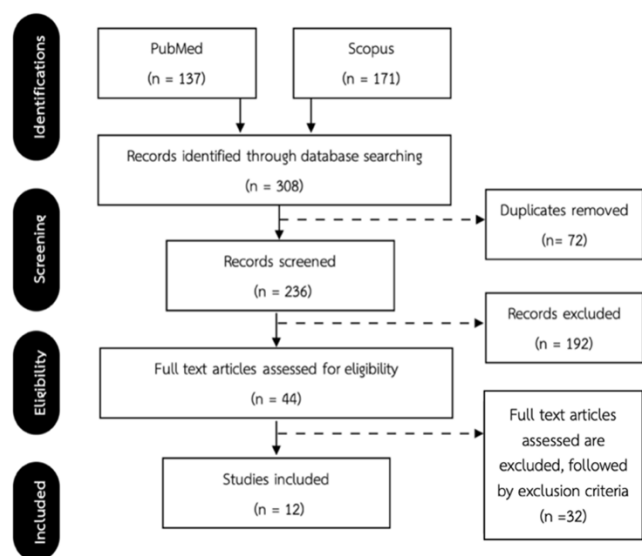 Identifications
PubMed
(n = 137)
Scopus
(n = 171)
Records identified through database searching
(n = 308)
Duplicates removed
(n= 72)
Screening
Records screened
(n = 236)
Records excluded
(n = 192)
Eligibility
Full text articles assessed for eligibility
(n = 44)
Full text articles
assessed are
excluded, followed
by exclusion criteria
(n =32)
Included
Studies included
(n = 12)